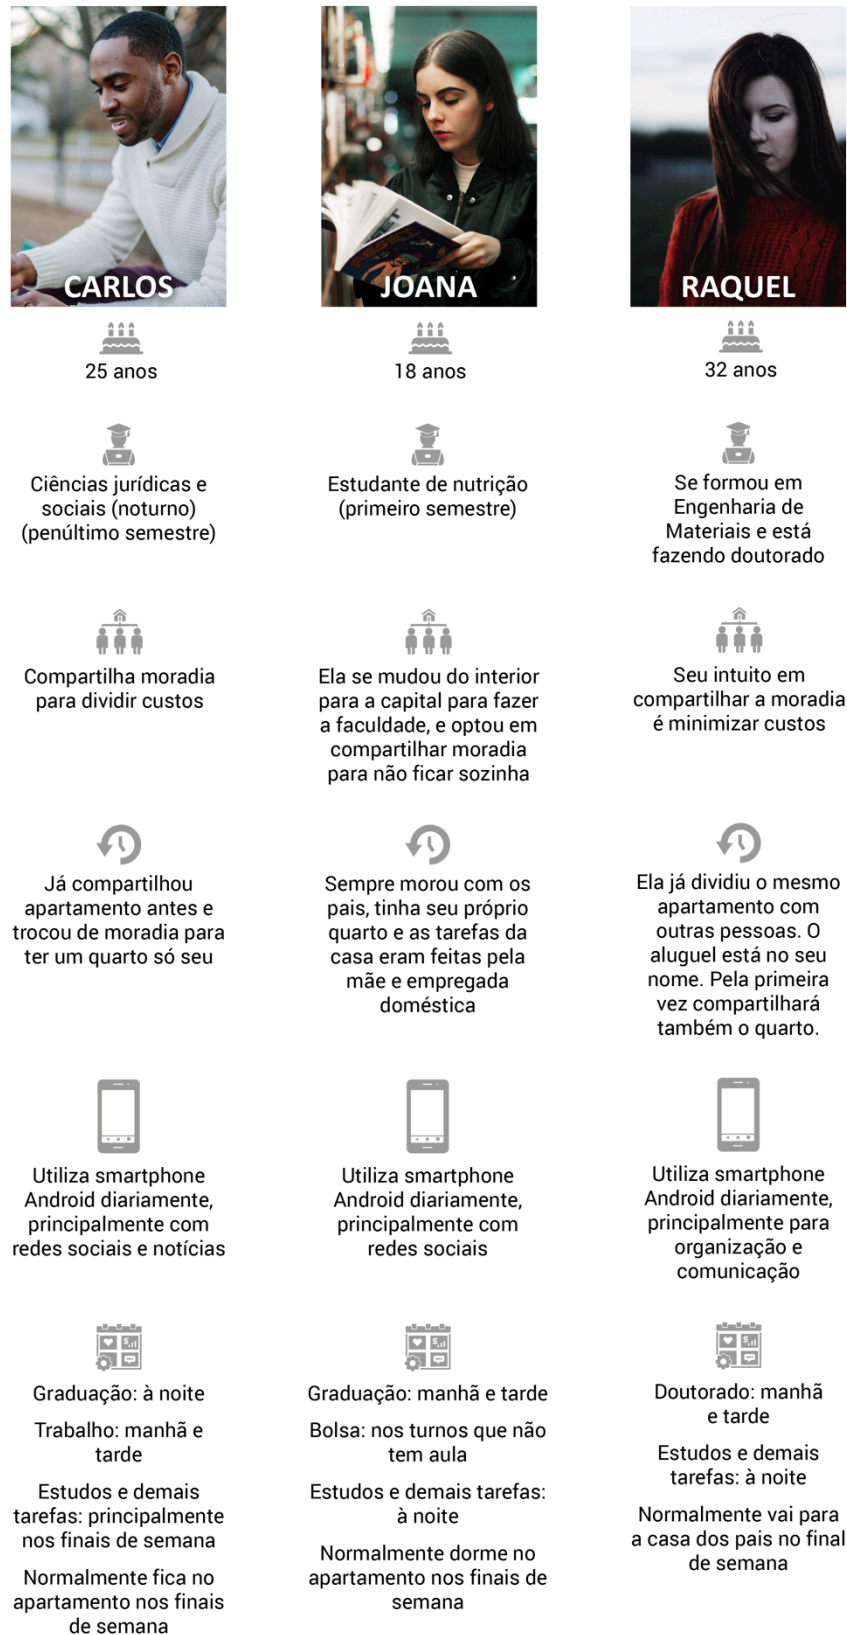 CARLOS
25 anos
Ciências jurídicas e
sociais (noturno)
(penúltimo semestre)
Compartilha moradia
para dividir custos
Já compartilhou
apartamento antes e
trocou de moradia para
ter um quarto só seu
Utiliza smartphone
Android diariamente,
principalmente com
redes sociais e notícias
Graduação: à noite
Trabalho: manhã e
tarde
Estudos e demais
tarefas: principalmente
nos finais de semana
Normalmente fica no
apartamento nos finais
de semana
JOANA
18 anos
Estudante de nutrição
(primeiro semestre)
Ela se mudou do interior
para a capital para fazer
a faculdade, e optou em
compartilhar moradia
para não ficar sozinha
Sempre morou com os
pais, tinha seu próprio
quarto e as tarefas da
casa eram feitas pela
mãe e empregada
doméstica
Utiliza smartphone
Android diariamente,
principalmente com
redes sociais
Graduação: manhã e tarde
Bolsa: nos turnos que não
tem aula
Estudos e demais tarefas:
à noite
Normalmente dorme no
apartamento nos finais de
semana
RAQUEL
32 anos
Se formou em
Engenharia de
Materiais e está
fazendo doutorado
Seu intuito em
compartilhar a moradia
é minimizar custos
Ela já dividiu o mesmo
apartamento com
outras pessoas. O
aluguel está no seu
nome. Pela primeira
vez compartilhará
também o quarto.
Utiliza smartphone
Android diariamente,
principalmente para
organização e
comunicação
Doutorado: manhã
e tarde
Estudos e demais
tarefas: à noite
Normalmente vai para
a casa dos pais no final
de semana